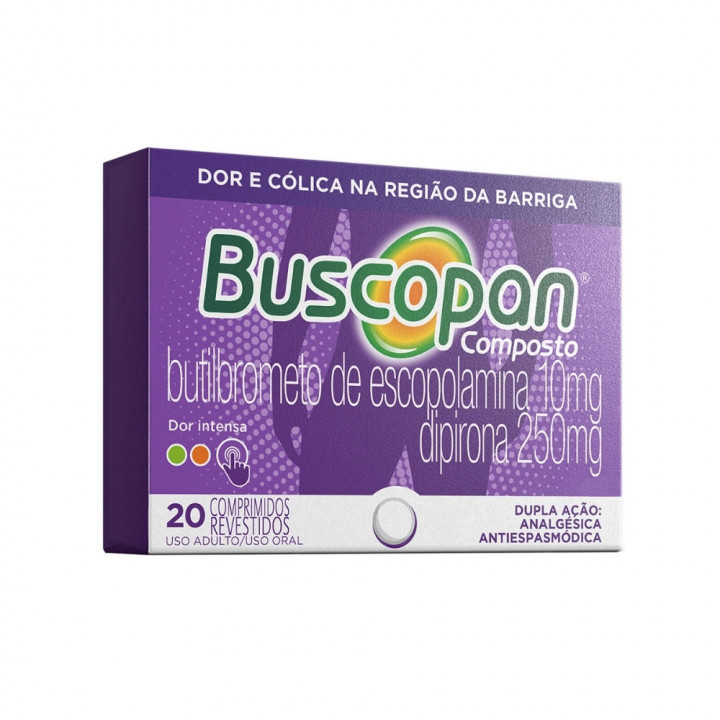 DOR E CÓLICA NA REGIÃO DA BARRIGA
Buscopan®
Composto
butilbrometo de escopolamina 10mg
dipirona 250mg
Dor intensa
20 COMPRIMIDOS
REVESTIDOS
USO ADULTO/USO ORAL
DUPLA AÇÃO:
ANALGÉSICA
ANTIESPASMÓDICA